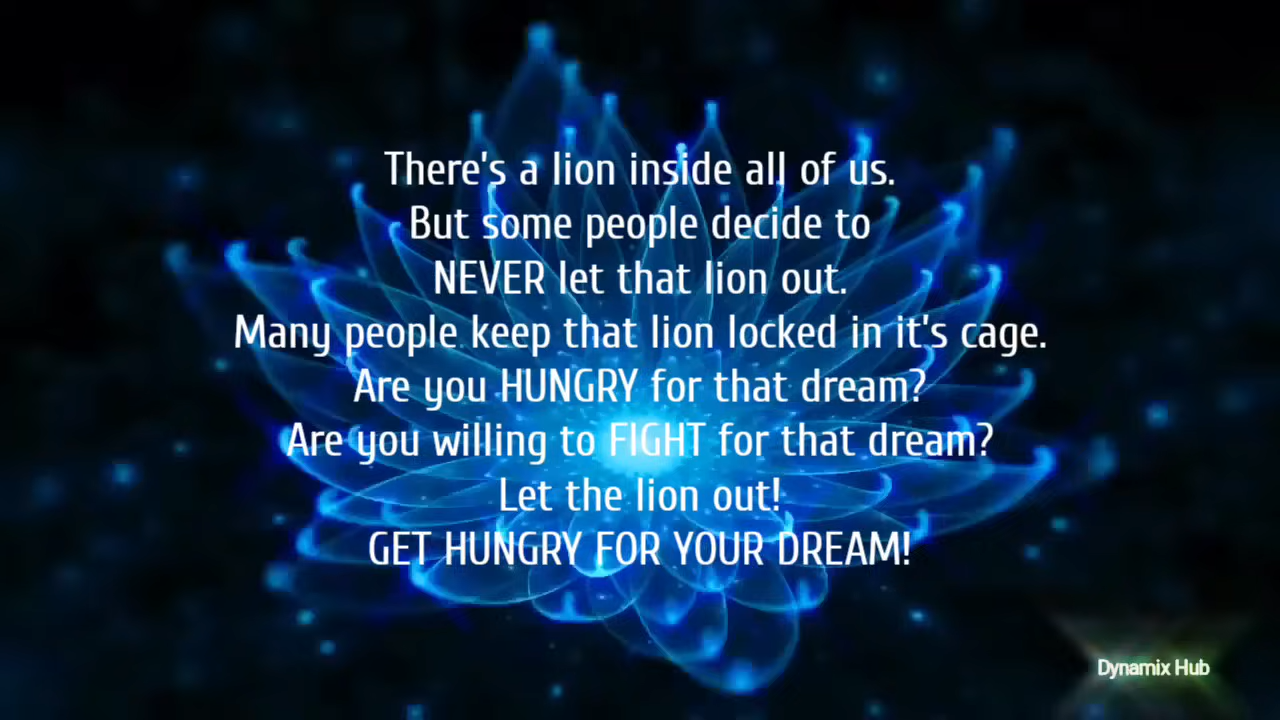 There's a lion inside all of us.
But some people decide to
NEVER let that lion out.
Many people keep that lion locked in it's cage.
Are you HUNGRY for that dream?
Are you willing to FIGHT for that dream?
Let the lion out!
GET HUNGRY FOR YOUR DREAM!
Dynamix Hub